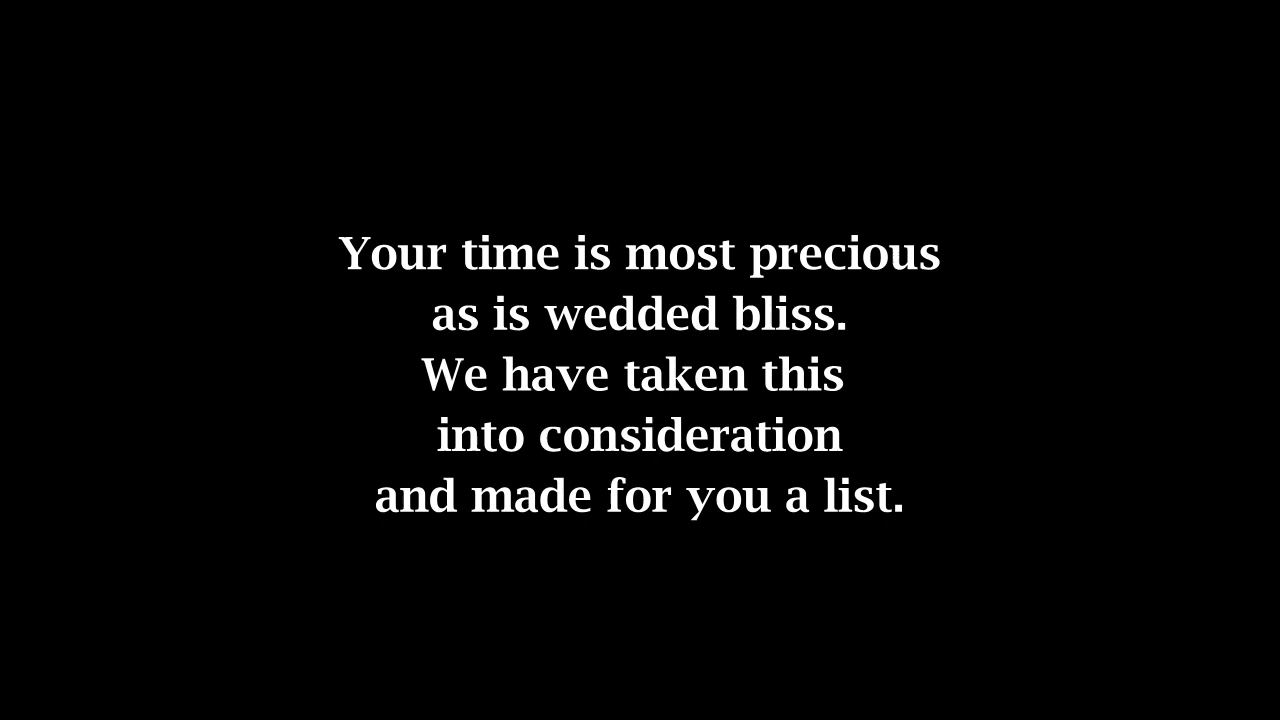 Your time is most precious
as is wedded bliss.
We have taken this
into consideration
and made for you a list.